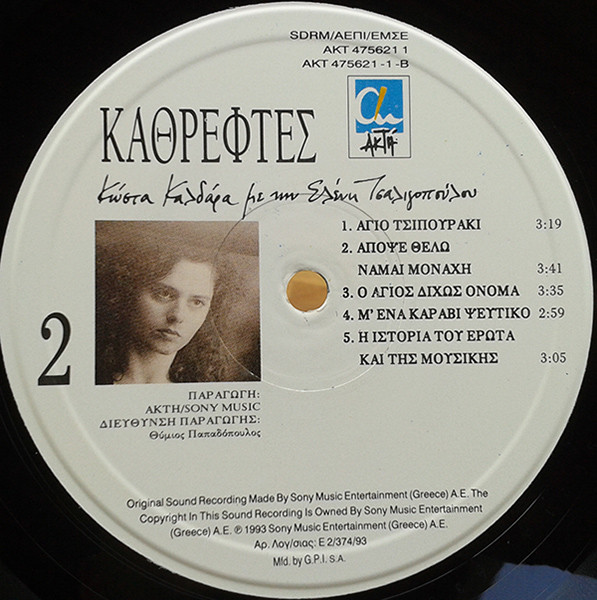 SDRM/ΑΕΠΙ/ΕΜΣΕ
AKT 475621 1
AKT 475621 -1 -B
ΑΚΤΗ
ΚΑΘΡΕΦΤΕΣ
Κώστα Καλδάρα με την Ελένη Τσαλιγοπούλου
1. ΑΓΙΟ ΤΣΙΠΟΥΡΑΚΙ 3:19
2. ΑΠΟΨΕ ΘΕΛΩ
ΝΑΜΑΙ ΜΟΝΑΧΗ 3:41
3. Ο ΑΓΙΟΣ ΔΙΧΩΣ ΟΝΟΜΑ 3:35
4. Μ' ΕΝΑ ΚΑΡΑΒΙ ΨΕΥΤΙΚΟ 2:59
5. Η ΙΣΤΟΡΙΑ ΤΟΥ ΕΡΩΤΑ
ΚΑΙ ΤΗΣ ΜΟΥΣΙΚΗΣ 3:05
2
ΠΑΡΑΓΩΓΗ:
ΑΚΤΗ/SONY MUSIC
ΔΙΕΥΘΥΝΣΗ ΠΑΡΑΓΩΓΗΣ:
Θύμιος Παπαδόπουλος
Original Sound Recording Made By Sony Music Entertainment (Greece) A.E. The
Copyright In This Sound Recording Is Owned By Sony Music Entertainment
(Greece) A.E. ℗ 1993 Sony Music Entertainment (Greece) A.E.
Αρ. Λογ/σιας: Ε 2/374/93
Mfd. by G.P.I. S.A.